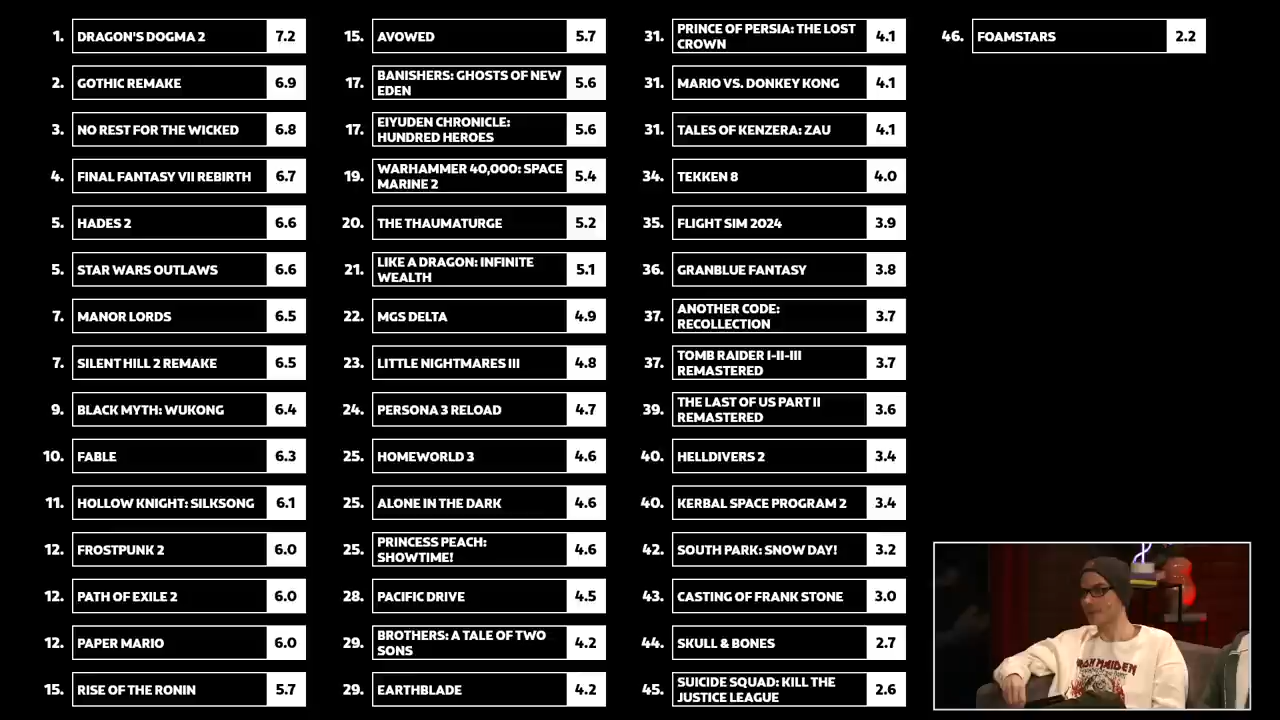 1. DRAGON'S DOGMA 2 7.2
2. GOTHIC REMAKE 6.9
3. NO REST FOR THE WICKED 6.8
4. FINAL FANTASY VII REBIRTH 6.7
5. HADES 2 6.6
5. STAR WARS OUTLAWS 6.6
7. MANOR LORDS 6.5
7. SILENT HILL 2 REMAKE 6.5
9. BLACK MYTH: WUKONG 6.4
10. FABLE 6.3
11. HOLLOW KNIGHT: SILKSONG 6.1
12. FROSTPUNK 2 6.0
12. PATH OF EXILE 2 6.0
12. PAPER MARIO 6.0
15. RISE OF THE RONIN 5.7
15. AVOWED 5.7
17. BANISHERS: GHOSTS OF NEW
EDEN 5.6
17. EIYUDEN CHRONICLE:
HUNDRED HEROES 5.6
19. WARHAMMER 40,000: SPACE
MARINE 2 5.4
20. THE THAUMATURGE 5.2
21. LIKE A DRAGON: INFINITE
WEALTH 5.1
22. MGS DELTA 4.9
23. LITTLE NIGHTMARES III 4.8
24. PERSONA 3 RELOAD 4.7
25. HOMEWORLD 3 4.6
25. ALONE IN THE DARK 4.6
25. PRINCESS PEACH:
SHOWTIME! 4.6
28. PACIFIC DRIVE 4.5
29. BROTHERS: A TALE OF TWO
SONS 4.2
29. EARTHBLADE 4.2
31. PRINCE OF PERSIA: THE LOST
CROWN 4.1
31. MARIO VS. DONKEY KONG 4.1
31. TALES OF KENZERA: ZAU 4.1
34. TEKKEN 8 4.0
35. FLIGHT SIM 2024 3.9
36. GRANBLUE FANTASY 3.8
37. ANOTHER CODE:
RECOLLECTION 3.7
37. TOMB RAIDER I-II-III
REMASTERED 3.7
39. THE LAST OF US PART II
REMASTERED 3.6
40. HELLDIVERS 2 3.4
40. KERBAL SPACE PROGRAM 2 3.4
42. SOUTH PARK: SNOW DAY! 3.2
43. CASTING OF FRANK STONE 3.0
44. SKULL & BONES 2.7
45. SUICIDE SQUAD: KILL THE
JUSTICE LEAGUE 2.6
46. FOAMSTARS 2.2
IRON MAIDEN